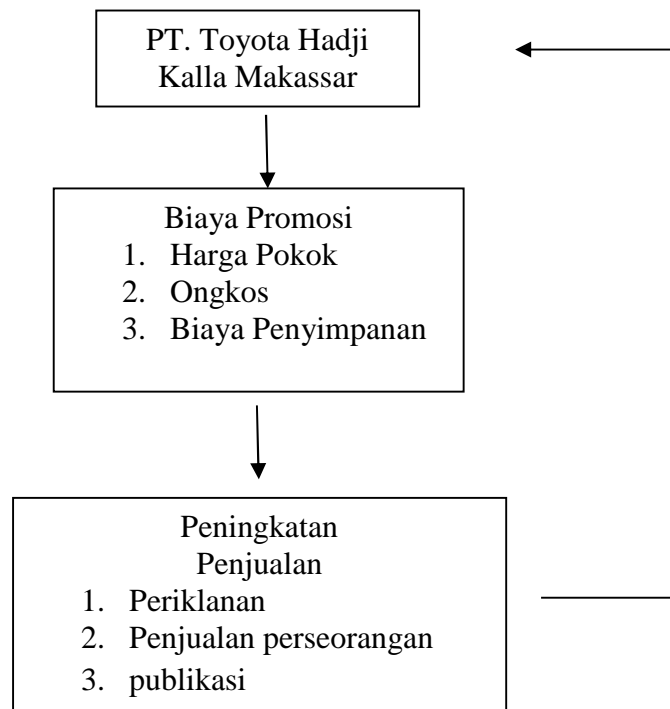 PT. Toyota Hadji
Kalla Makassar
Biaya Promosi
1. Harga Pokok
2. Ongkos
3. Biaya Penyimpanan
Peningkatan
Penjualan
1. Periklanan
2. Penjualan perseorangan
3. publikasi